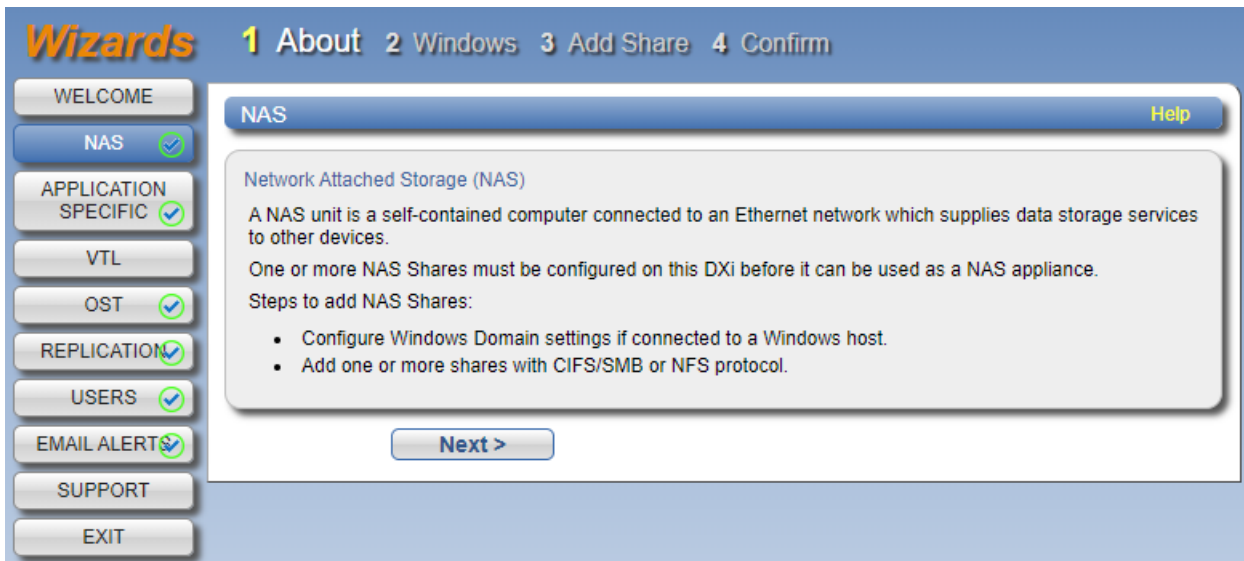 Wizards
1 About 2 Windows 3 Add Share 4 Confirm
WELCOME
NAS
APPLICATION
SPECIFIC
VTL
OST
REPLICATION
USERS
EMAIL ALERTS
SUPPORT
EXIT
NAS Help
Network Attached Storage (NAS)
A NAS unit is a self-contained computer connected to an Ethernet network which supplies data storage services
to other devices.
One or more NAS Shares must be configured on this DXi before it can be used as a NAS appliance.
Steps to add NAS Shares:
• Configure Windows Domain settings if connected to a Windows host.
• Add one or more shares with CIFS/SMB or NFS protocol.
Next >